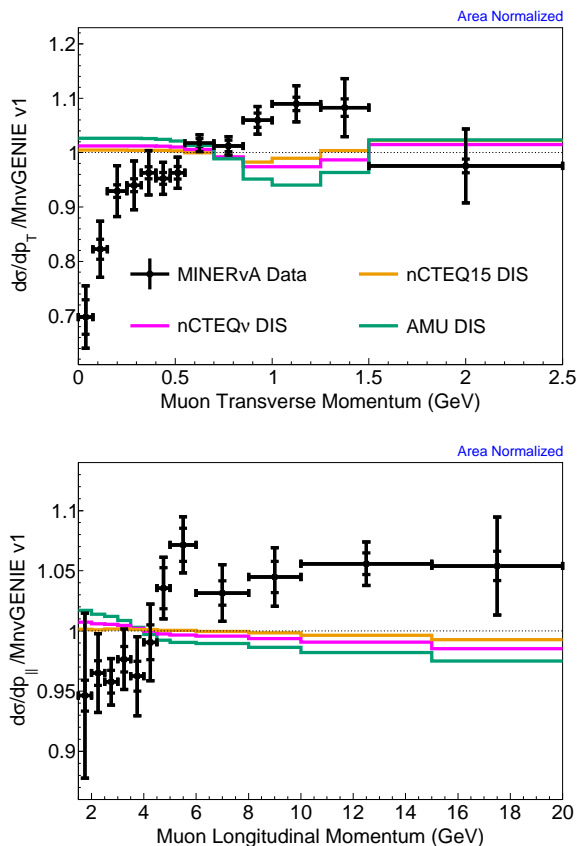 Area Normalized
dσ/dp_T /MnvGENIE v1
1.2
1.1
1
0.9
0.8
0.7
MINERvA Data
nCTEQ15 DIS
nCTEQν DIS
AMU DIS
0 0.5 1 1.5 2 2.5
Muon Transverse Momentum (GeV)
Area Normalized
dσ/dp_|| /MnvGENIE v1
1.1
1.05
1
0.95
0.9
2 4 6 8 10 12 14 16 18 20
Muon Longitudinal Momentum (GeV)